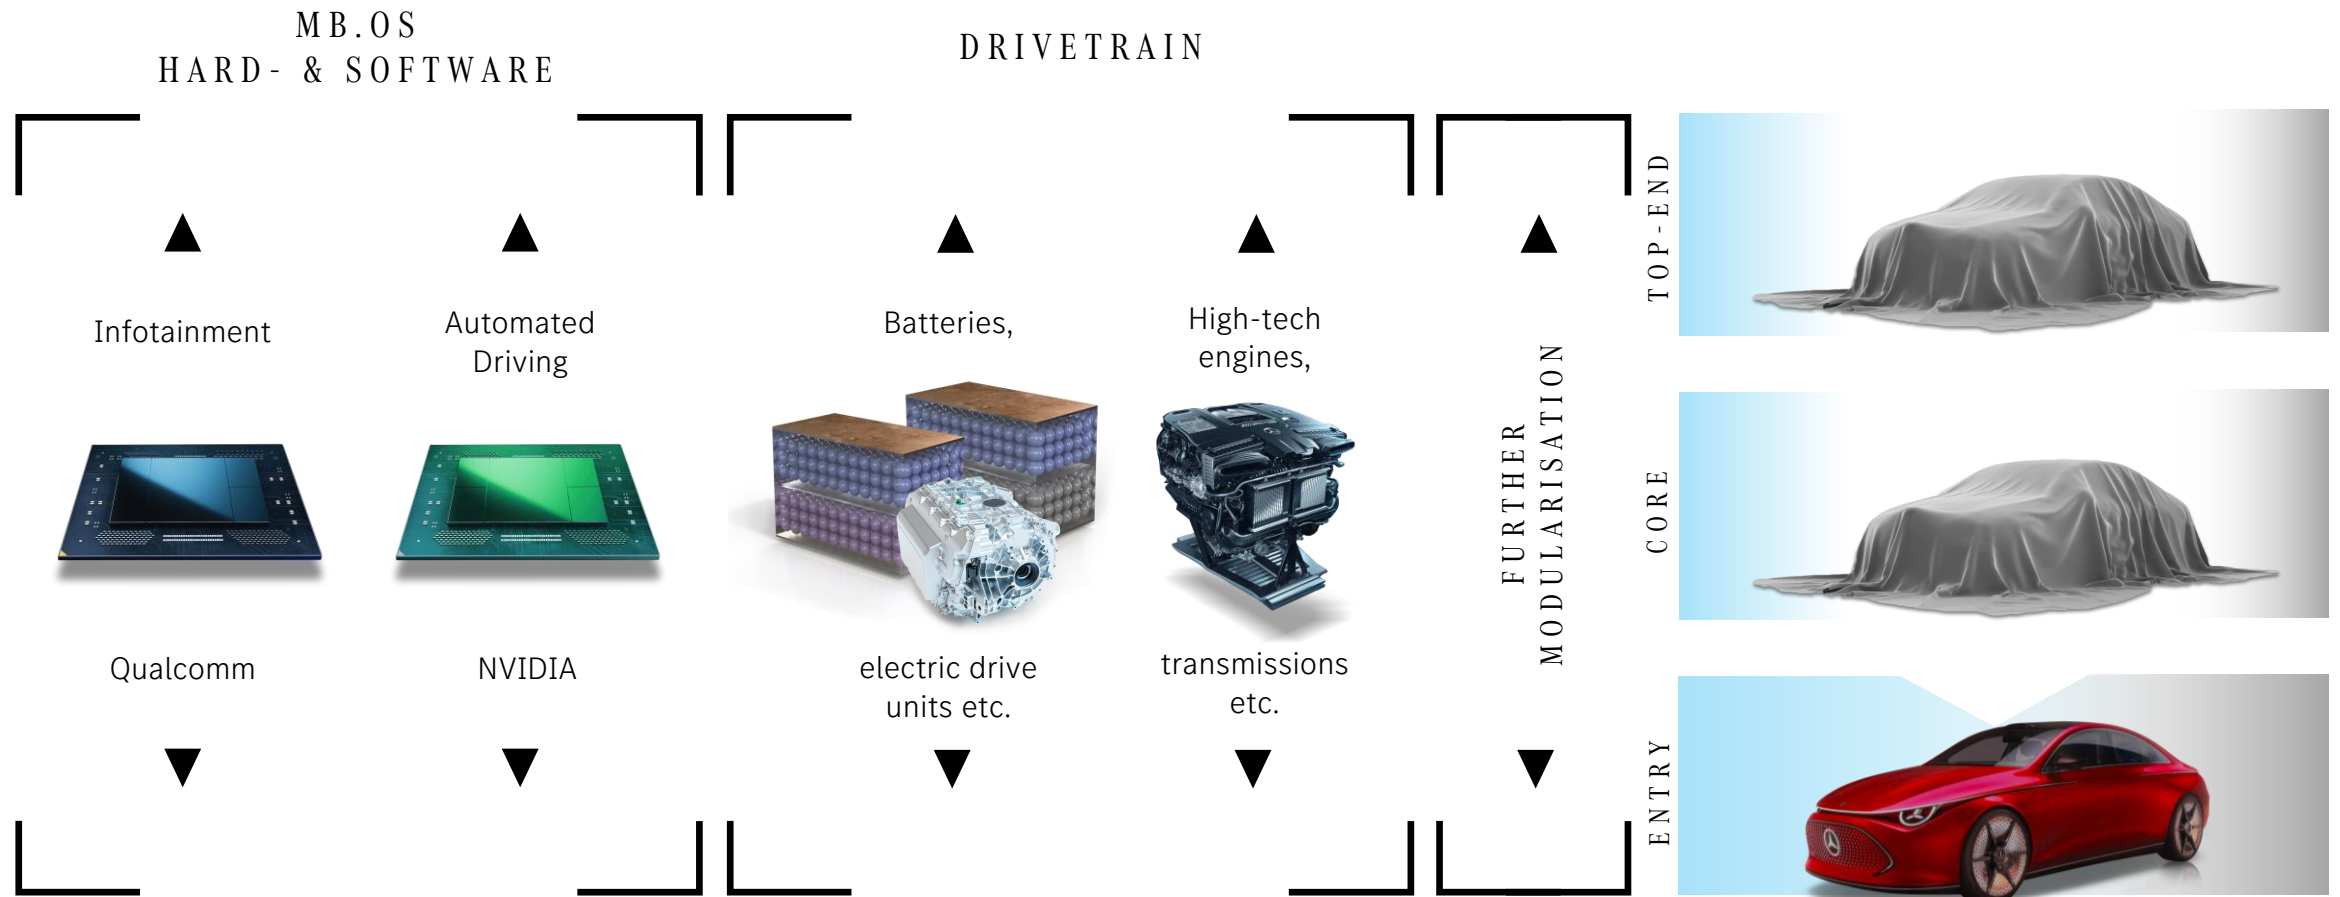 MB.OS
HARD- & SOFTWARE
Infotainment
Qualcomm
Automated
Driving
NVIDIA
DRIVETRAIN
Batteries,
electric drive
units etc.
High-tech
engines,
transmissions
etc.
FURTHER
MODULARISATION
TOP-END
CORE
ENTRY